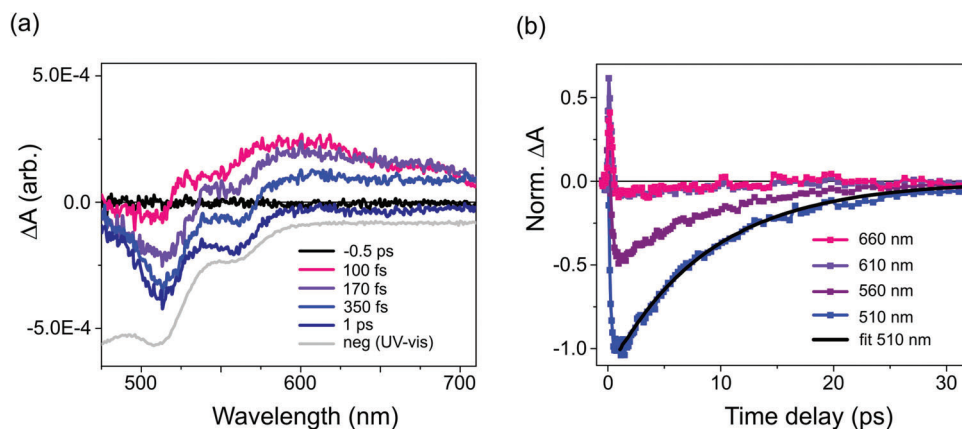 (a)
5.0E-4
0.0
-5.0E-4
ΔA (arb.)
-0.5 ps
100 fs
170 fs
350 fs
1 ps
neg (UV-vis)
500
550
600
650
700
Wavelength (nm)
(b)
0.5
0.0
-0.5
-1.0
Norm. ΔA
660 nm
610 nm
560 nm
510 nm
fit 510 nm
0
10
20
30
Time delay (ps)